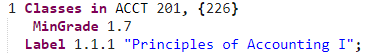 1 Classes in ACCT 201, {226}
MinGrade 1.7
Label 1.1.1 "Principles of Accounting I";